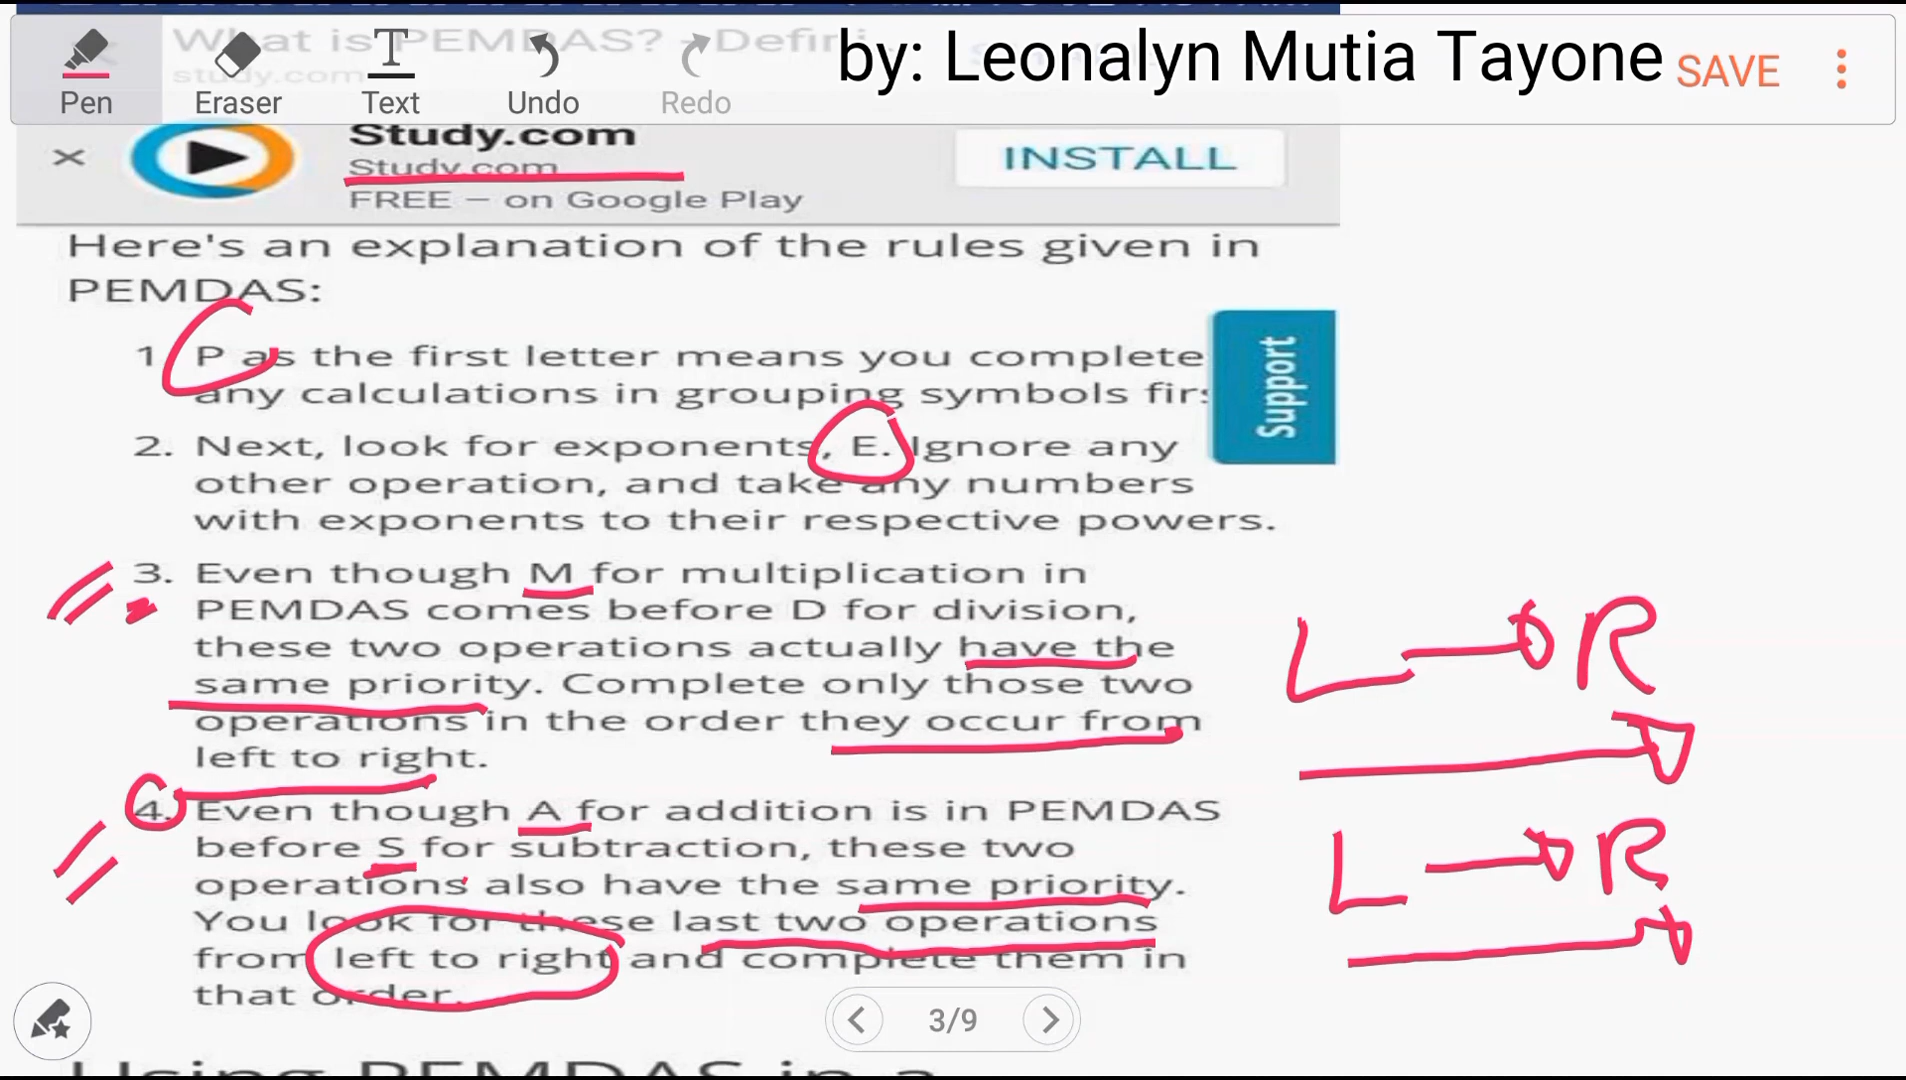 What is PEMDAS? - Defini
study.com
by: Leonalyn Mutia Tayone
SAVE
Pen
Eraser
Text
Undo
Redo
Study.com
Study.com
FREE – on Google Play
INSTALL
Here's an explanation of the rules given in
PEMDAS:
1 P as the first letter means you complete
any calculations in grouping symbols firs
Support
2. Next, look for exponents, E. Ignore any
other operation, and take any numbers
with exponents to their respective powers.
3. Even though M for multiplication in
PEMDAS comes before D for division,
these two operations actually have the
same priority. Complete only those two
operations in the order they occur from
left to right.
L R
4. Even though A for addition is in PEMDAS
before S for subtraction, these two
operations also have the same priority.
You look for these last two operations
from left to right and complete them in
that order.
L R
3/9
Using PEMDAS in a